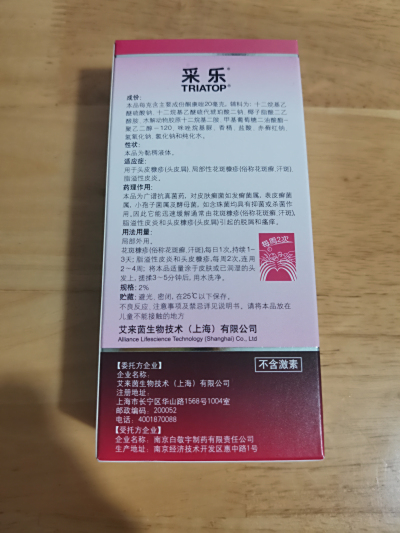 采乐®
TRIATOP®
成份:
本品每克含主要成份酮康唑20毫克。辅料为: 十二烷基乙
醚硫酸钠、十二烷基乙醚硫代琥珀酸二钠、椰子脂酸二乙
醇胺、水解动物胶原十二烷基二酸、甲基葡萄糖二油酸酯-
聚乙二醇-120、咪唑烷基脲、香精、盐酸、赤藓红钠、
氢氧化钠、氯化钠和纯化水。
性状:
本品为黏稠液体。
适应症:
用于头皮糠疹(头皮屑)、局部性花斑糠疹(俗称花斑癣,汗斑)、
脂溢性皮炎。
药理作用:
本品为广谱抗真菌药。对皮肤癣菌如发癣菌属、表皮癣菌
属、小孢子菌属及酵母菌、如念珠菌均具有抑菌或杀菌作
用。因此它能迅速缓解通常由花斑糠疹(俗称花斑癣,汗斑)、
脂溢性皮炎和头皮糠疹(头皮屑)引起的脱屑和瘙痒。
用法用量:
局部外用。
花斑糠疹(俗称花斑癣,汗斑),每日1次,持续1-
3天; 脂溢性皮炎和头皮糠疹,每周2次,连用
2~4周; 将本品适量涂于皮肤或已润湿的头
发上, 搓揉3~5分钟后, 用水洗净。
每周2次
规格: 2%
贮藏: 避光, 密闭, 在25℃以下保存。
不良反应、注意事项及禁忌详见说明书。请将本品放在
儿童不能接触的地方
艾来茵生物技术（上海）有限公司
Alliance Lifescience Technology (Shanghai) Co., Ltd
不含激素
【委托方企业】
企业名称:
艾来茵生物技术（上海）有限公司
注册地址:
上海市长宁区华山路1568号1004室
邮政编码: 200052
电话: 4001670088
【受托方企业】
企业名称: 南京白敬宇制药有限责任公司
生产地址: 南京经济技术开发区惠中路1号